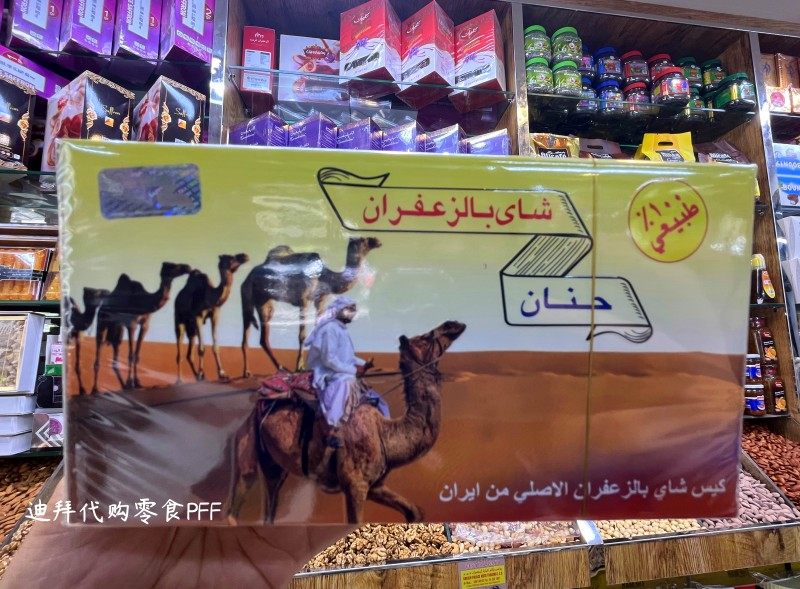 شاي بالزعفران
حنان
١٠٠٪
طبيعي
كيس شاي بالزعفران الاصلي من ايران
迪拜代购零食PFF